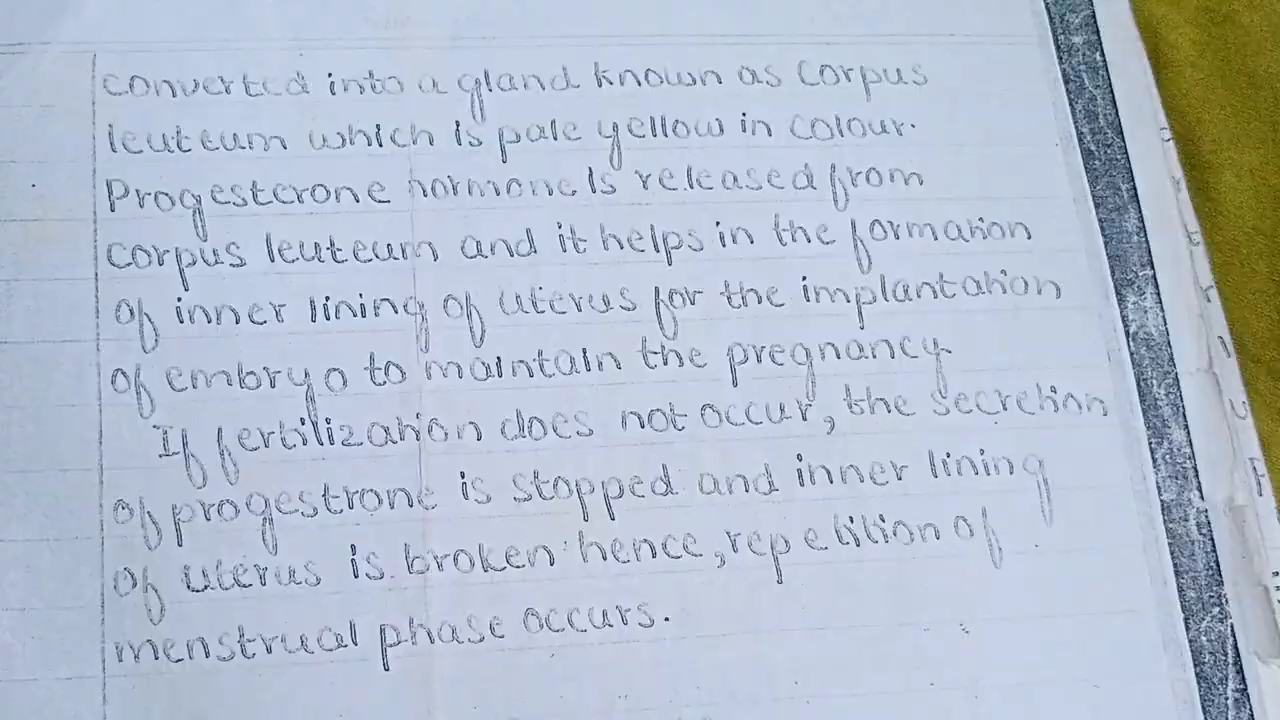 converted into a gland known as corpus
leuteum which is pale yellow in colour.
Progesterone hormone is released from
corpus leuteum and it helps in the formation
of inner lining of uterus for the implantation
of embryo to maintain the pregnancy.
If fertilization does not occur, the secretion
of progestrone is stopped and inner lining
of uterus is broken hence, repetition of
menstrual phase occurs.